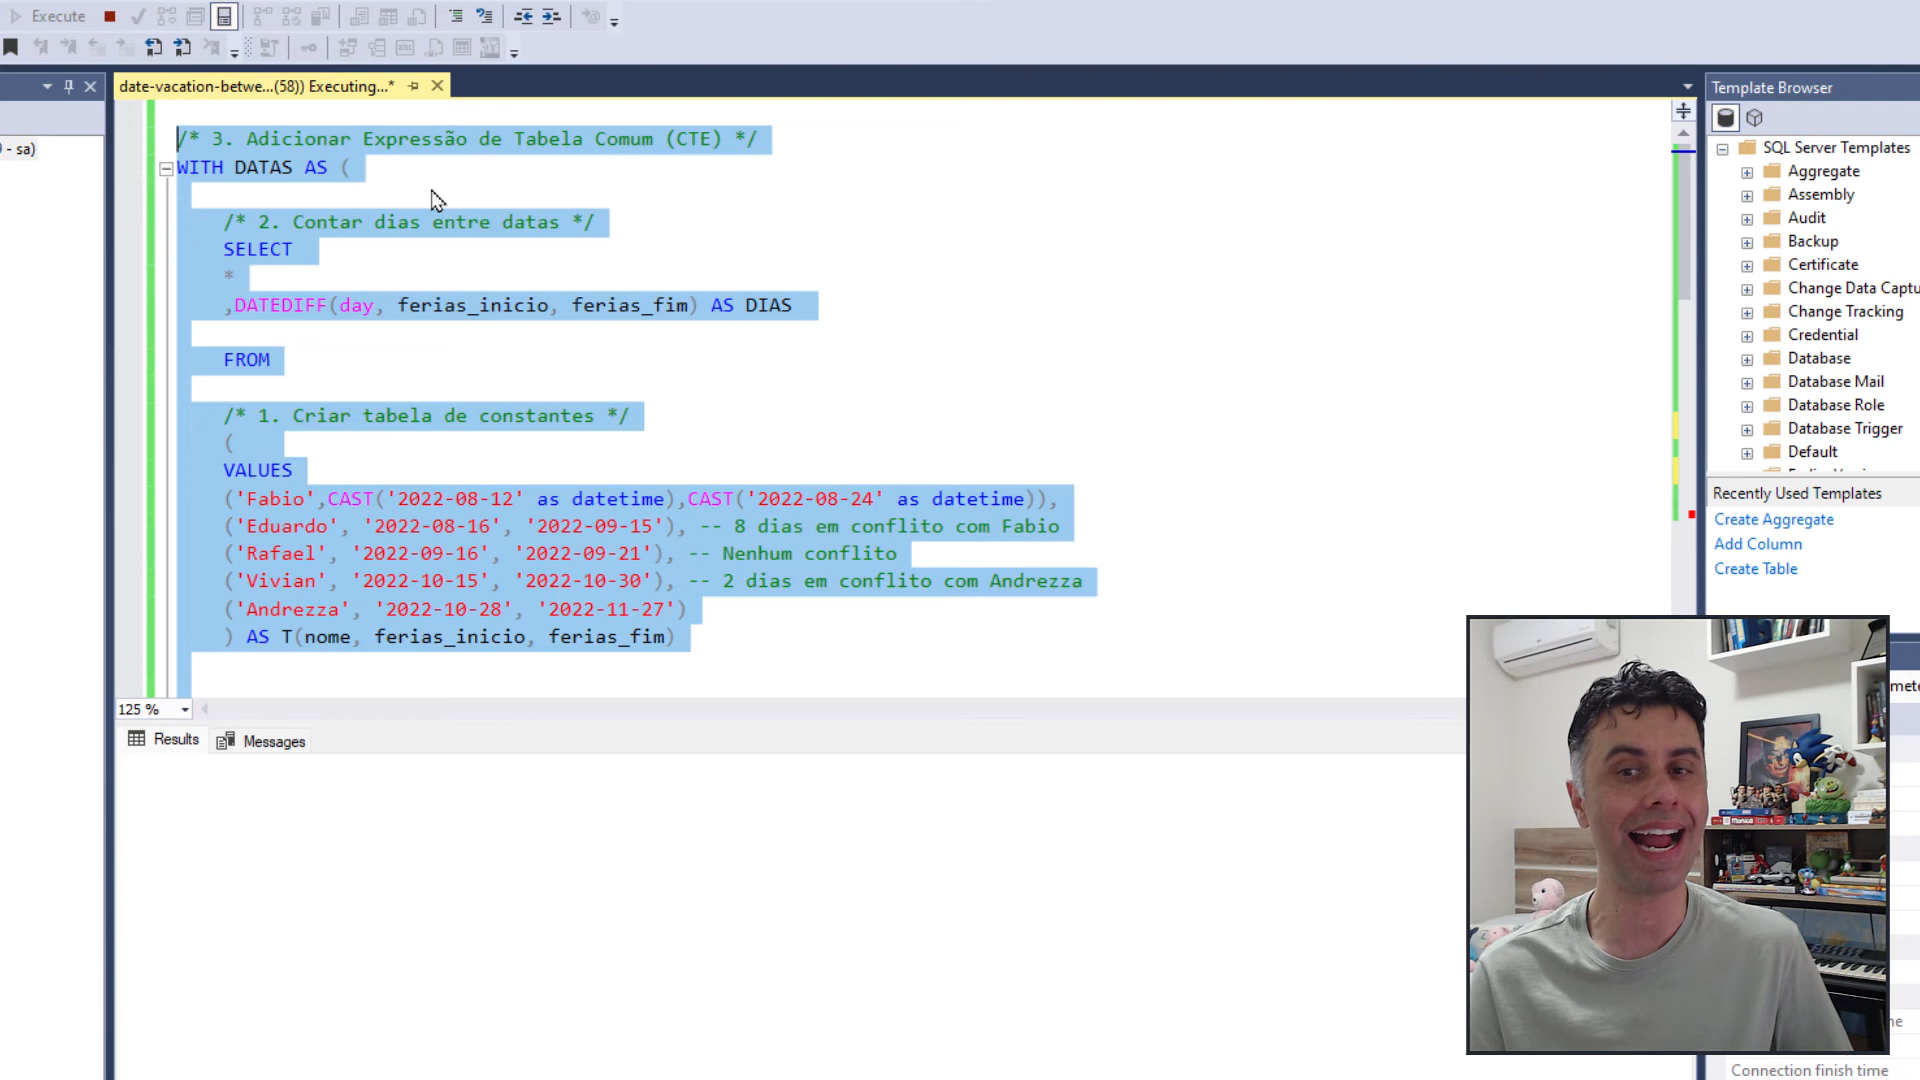 Execute
date-vacation-betwe...(58)) Executing...*
- sa)
/* 3. Adicionar Expressão de Tabela Comum (CTE) */
WITH DATAS AS (
/* 2. Contar dias entre datas */
SELECT
*
,DATEDIFF(day, ferias_inicio, ferias_fim) AS DIAS
FROM
/* 1. Criar tabela de constantes */
(
VALUES
('Fabio',CAST('2022-08-12' as datetime),CAST('2022-08-24' as datetime)),
('Eduardo', '2022-08-16', '2022-09-15'), -- 8 dias em conflito com Fabio
('Rafael', '2022-09-16', '2022-09-21'), -- Nenhum conflito
('Vivian', '2022-10-15', '2022-10-30'), -- 2 dias em conflito com Andrezza
('Andrezza', '2022-10-28', '2022-11-27')
) AS T(nome, ferias_inicio, ferias_fim)
125 %
Results
Messages
Template Browser
SQL Server Templates
Aggregate
Assembly
Audit
Backup
Certificate
Change Data Captu
Change Tracking
Credential
Database
Database Mail
Database Role
Database Trigger
Default
Recently Used Templates
Create Aggregate
Add Column
Create Table
Connection finish time